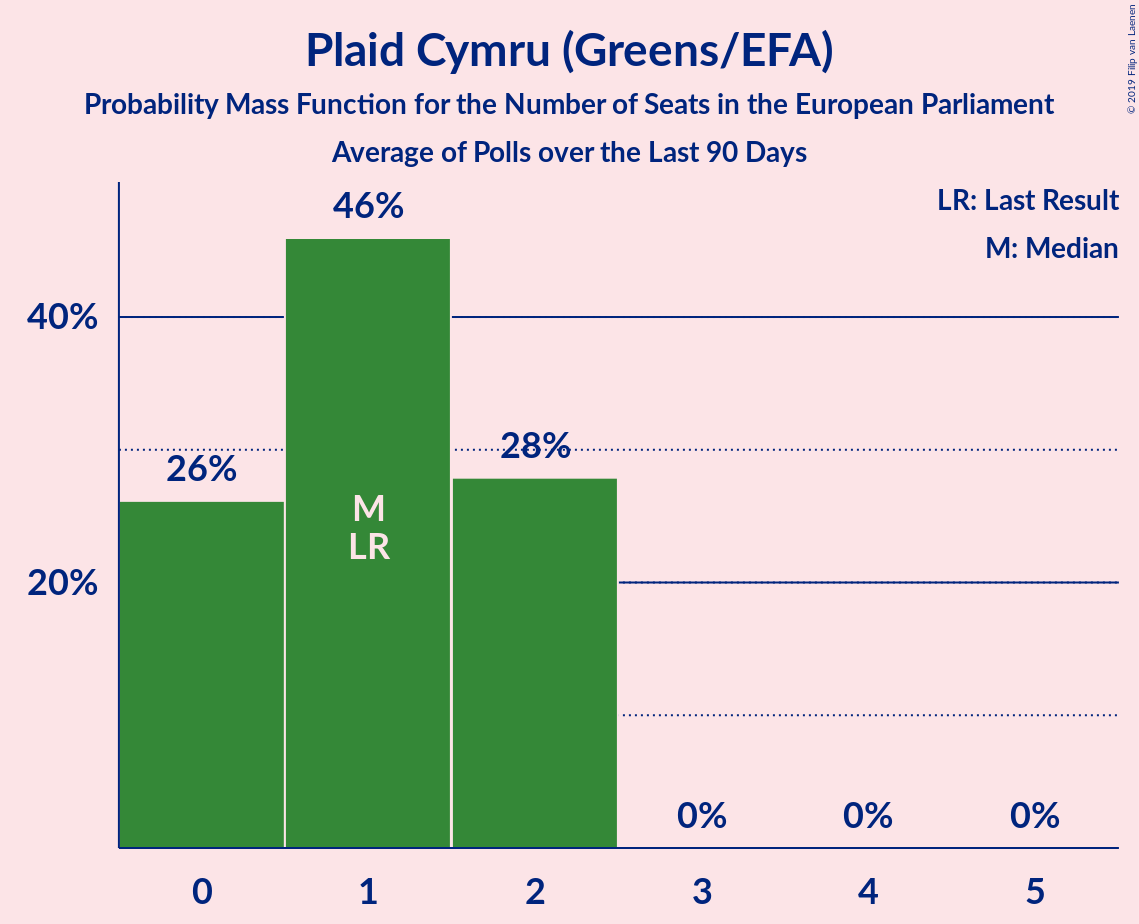 Plaid Cymru (Greens/EFA)
Probability Mass Function for the Number of Seats in the European Parliament
Average of Polls over the Last 90 Days
© 2019 Filip van Laenen
LR: Last Result
M: Median
46%
40%
28%
26%
M
LR
20%
0% 0% 0%
0 1 2 3 4 5